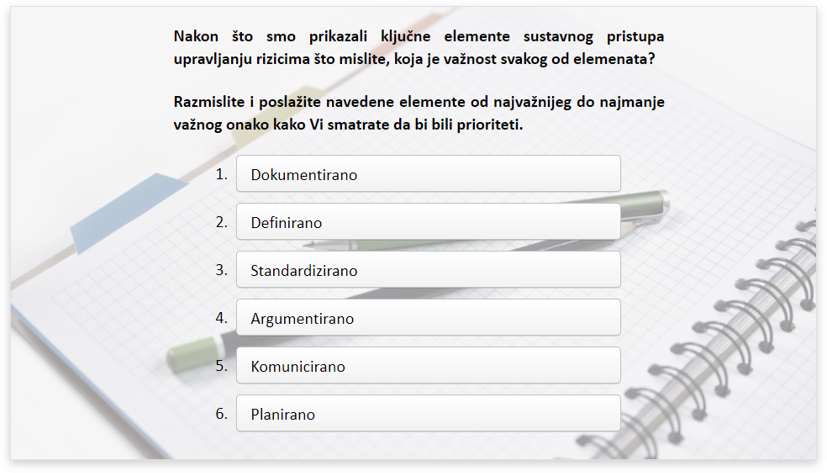 Nakon što smo prikazali ključne elemente sustavnog pristupa
upravljanju rizicima što mislite, koja je važnost svakog od elemenata?
Razmislite i poslažite navedene elemente od najvažnijeg do najmanje
važnog onako kako Vi smatrate da bi bili prioriteti.
1. Dokumentirano
2. Definirano
3. Standardizirano
4. Argumentirano
5. Komunicirano
6. Planirano